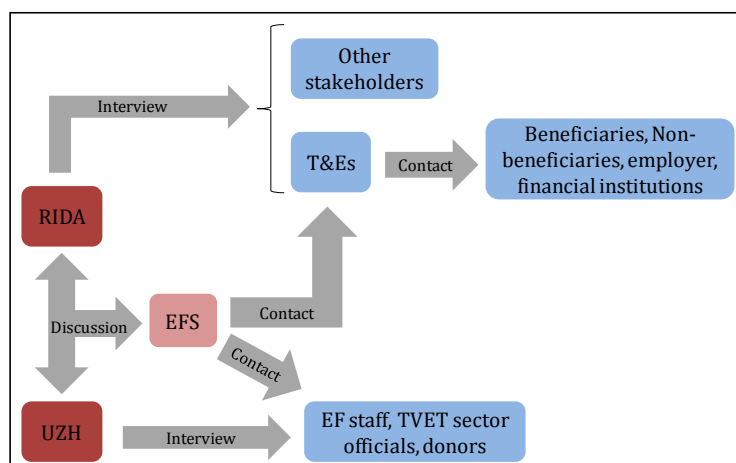 Other
stakeholders
Interview
T&Es
Contact
Beneficiaries, Non-
beneficiaries, employer,
financial institutions
RIDA
Discussion
EFS
Contact
Contact
UZH
Interview
EF staff, TVET sector
officials, donors